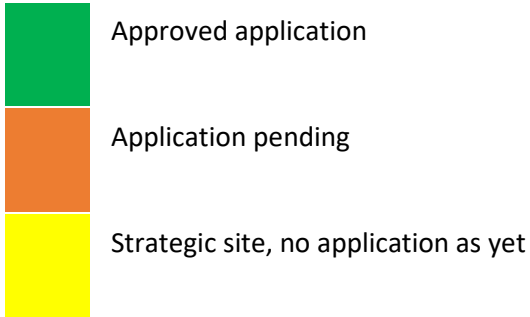 Approved application
Application pending
Strategic site, no application as yet